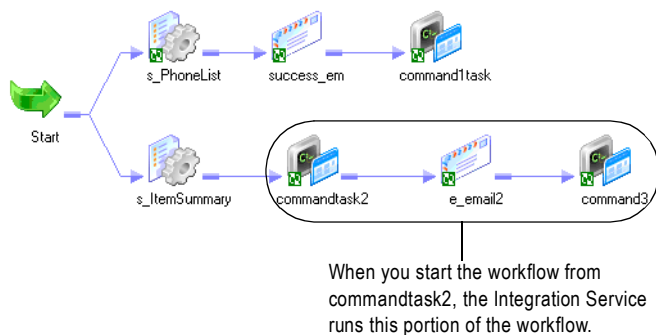 s_PhoneList
success_em
command1task
Start
s_ItemSummary
commandtask2
e_email2
command3
When you start the workflow from
commandtask2, the Integration Service
runs this portion of the workflow.